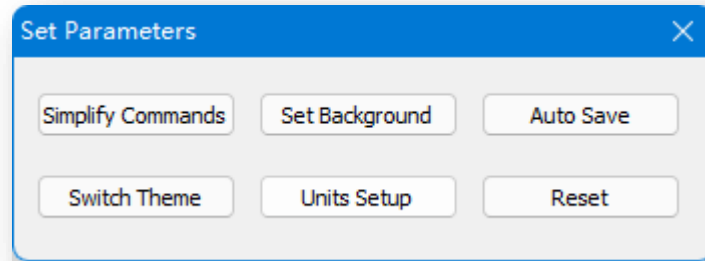 Set Parameters
Simplify Commands Set Background Auto Save
Switch Theme Units Setup Reset